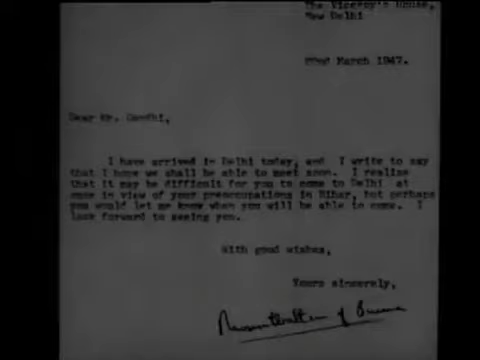 The Viceroy's House,
New Delhi
22nd March 1947.
Dear Mr. Gandhi,
I have arrived in Delhi today, and I write to say
that I hope we shall be able to meet soon. I realise
that it may be difficult for you to come to Delhi at
once in view of your preoccupations in Bihar, but perhaps
you would let me know when you will be able to come. I
look forward to seeing you.
With good wishes,
Yours sincerely,
Mountbatten of Burma